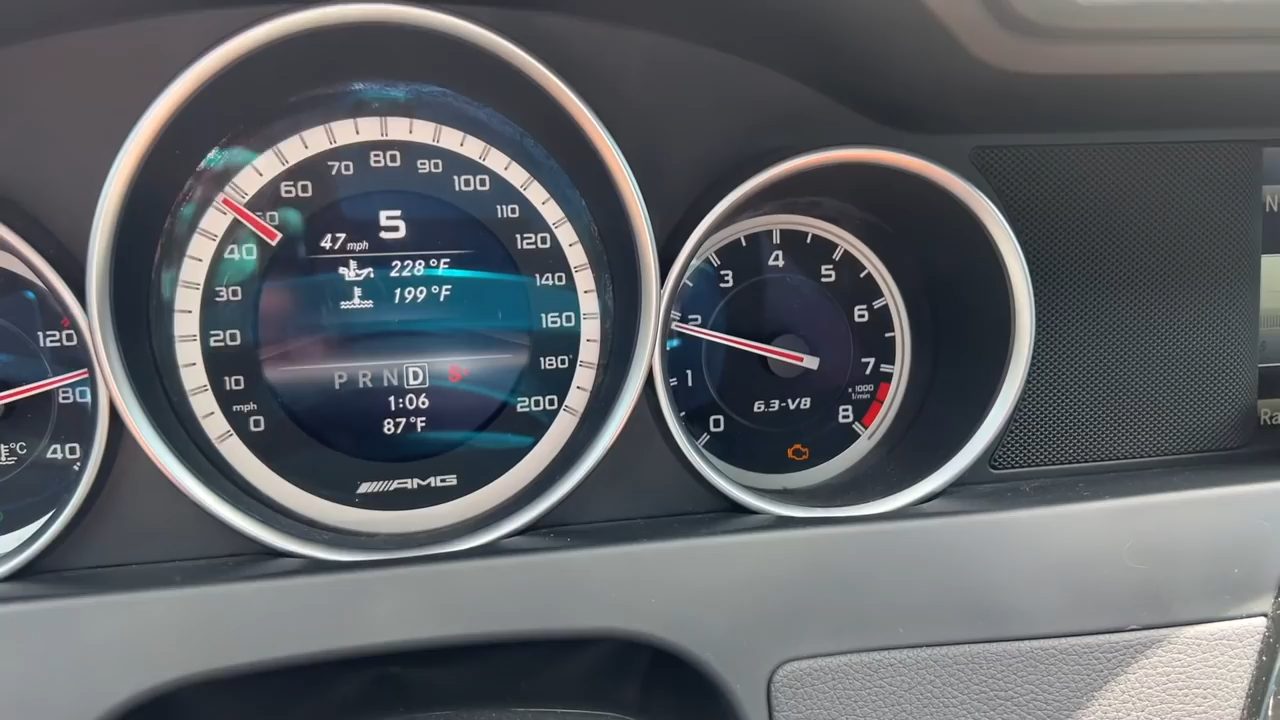 120
80
40
°C
0
10
20
30
40
60
70
80
90
100
110
120
140
160
180
200
mph
5
47 mph
228°F
199°F
P R N D S+
1:06
87°F
AMG
0
1
2
3
4
5
6
7
8
x 1000
1/min
6.3-V8
N
Ra